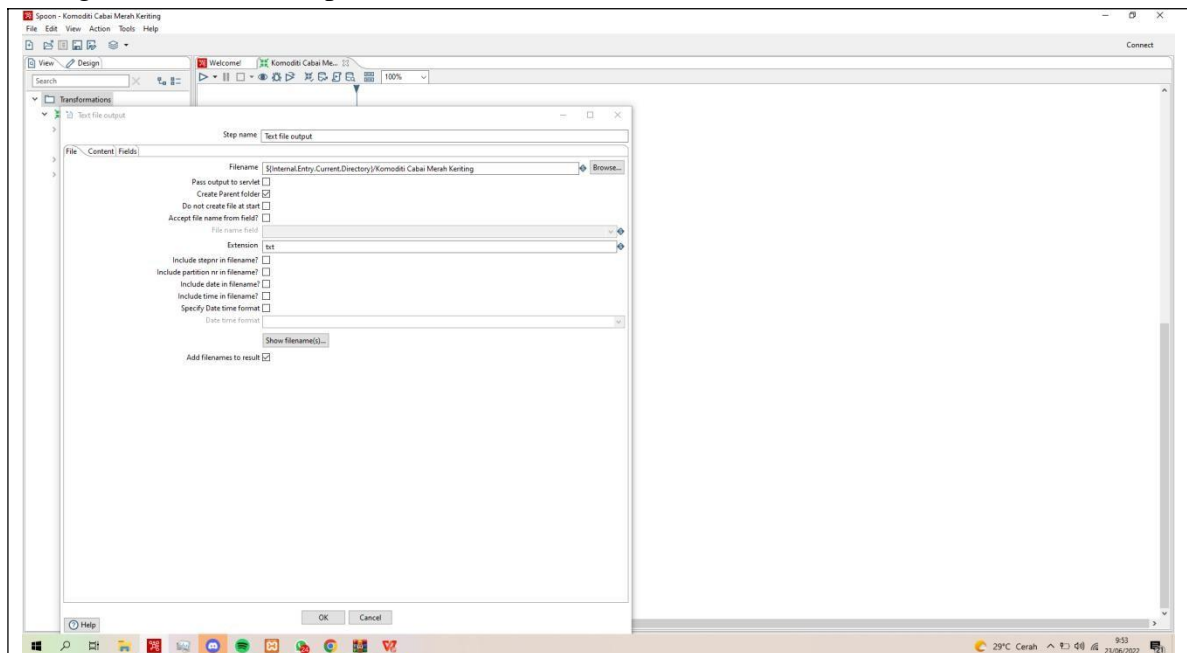 Spoon - Komoditi Cabai Merah Keriting
File Edit View Action Tools Help
Connect
View Design
Welcome! Komoditi Cabai Me...
Search
100%
Transformations
Text file output
Step name Text file output
File Content Fields
Filename ${Internal.Entry.Current.Directory}/Komoditi Cabai Merah Keriting Browse...
Pass output to servlet
Create Parent folder
Do not create file at start
Accept file name from field?
File name field
Extension txt
Include stepnr in filename?
Include partition nr in filename?
Include date in filename?
Include time in filename?
Specify Date time format
Date time format
Show filename(s)...
Add filenames to result
OK Cancel
Help
29°C Cerah 9:53
23/06/2022